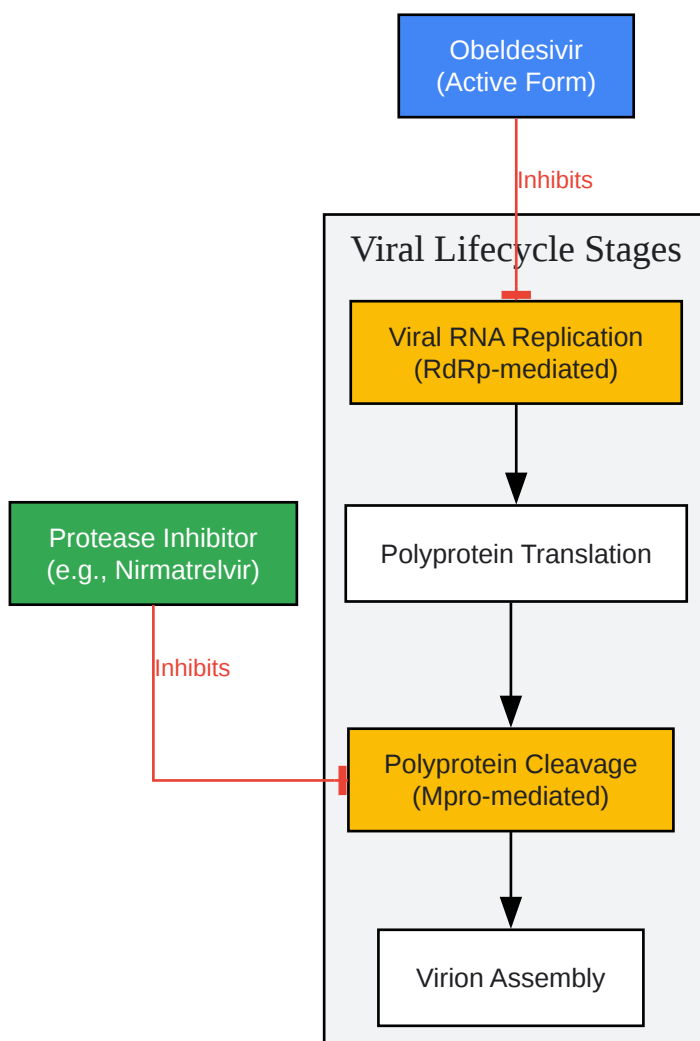 Obeldesivir
(Active Form)
Inhibits
Viral Lifecycle Stages
Viral RNA Replication
(RdRp-mediated)
Protease Inhibitor
(e.g., Nirmatrelvir)
Polyprotein Translation
Inhibits
Polyprotein Cleavage
(Mpro-mediated)
Virion Assembly